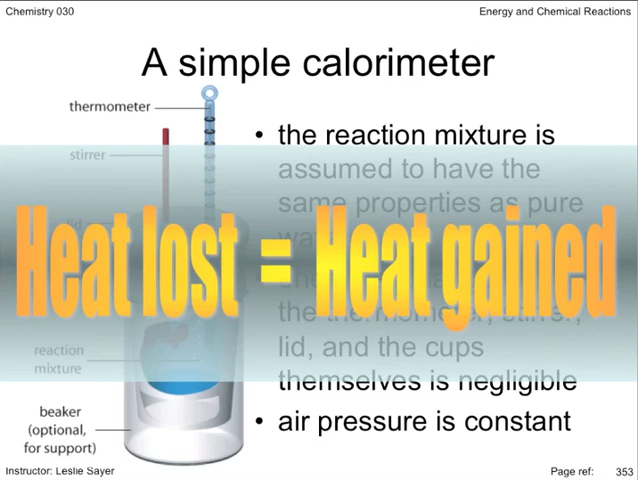 Chemistry 030
Energy and Chemical Reactions
A simple calorimeter
thermometer
stirrer
lid
reaction
mixture
beaker
(optional,
for support)
• the reaction mixture is
assumed to have the
same properties as pure
the thermometer, stirrer,
lid, and the cups
themselves is negligible
• air pressure is constant
Heat lost = Heat gained
Instructor: Leslie Sayer
Page ref: 353